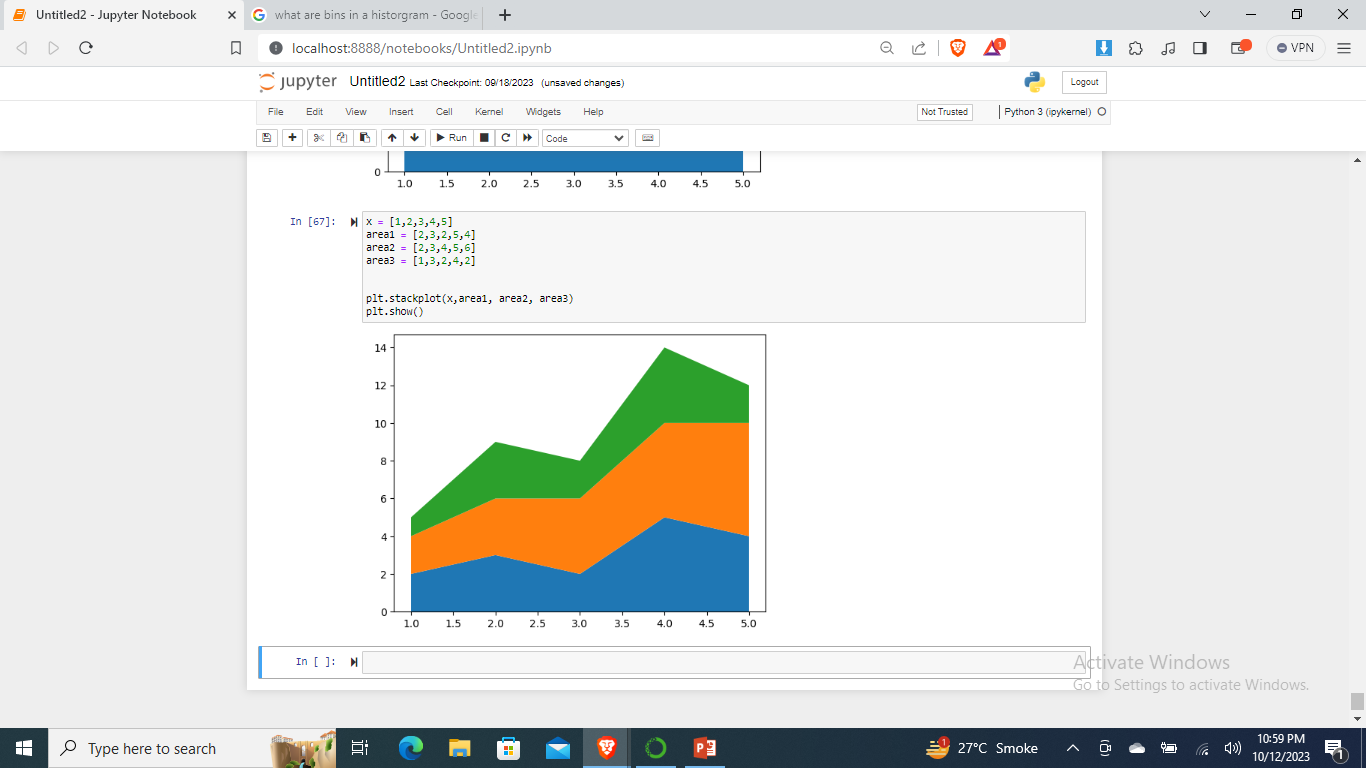 Untitled2 - Jupyter Notebook
what are bins in a historgram - Google
localhost:8888/notebooks/Untitled2.ipynb
1
VPN
jupyter Untitled2 Last Checkpoint: 09/18/2023 (unsaved changes)
Logout
File Edit View Insert Cell Kernel Widgets Help
Not Trusted
Python 3 (ipykernel)
Run
Code
0
1.0 1.5 2.0 2.5 3.0 3.5 4.0 4.5 5.0
In [67]:
x = [1,2,3,4,5]
area1 = [2,3,2,5,4]
area2 = [2,3,4,5,6]
area3 = [1,3,2,4,2]
plt.stackplot(x,area1, area2, area3)
plt.show()
14
12
10
8
6
4
2
0
1.0 1.5 2.0 2.5 3.0 3.5 4.0 4.5 5.0
In [ ]:
Activate Windows
Go to Settings to activate Windows.
Type here to search
1
27°C Smoke
10:59 PM
10/12/2023
1